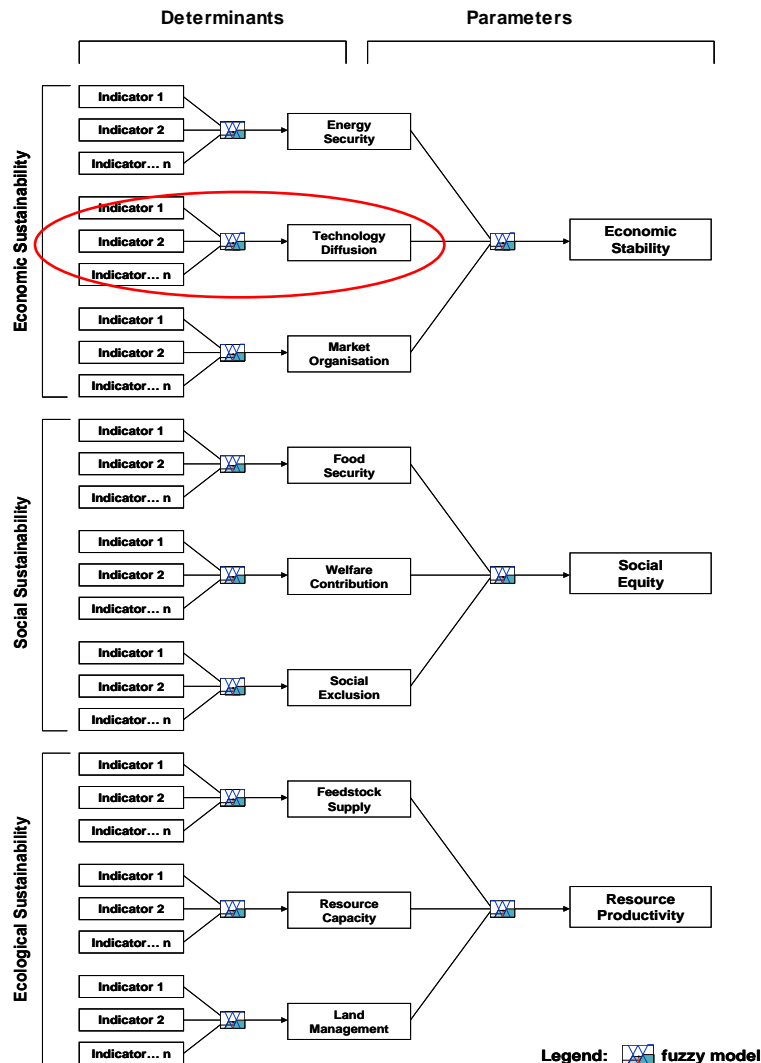 Determinants
Parameters
Economic Sustainability
Indicator 1
Indicator 2
Indicator... n
Energy
Security
Indicator 1
Indicator 2
Indicator... n
Technology
Diffusion
Indicator 1
Indicator 2
Indicator... n
Market
Organisation
Economic
Stability
Social Sustainability
Indicator 1
Indicator 2
Indicator... n
Food
Security
Indicator 1
Indicator 2
Indicator... n
Welfare
Contribution
Indicator 1
Indicator 2
Indicator... n
Social
Exclusion
Social
Equity
Ecological Sustainability
Indicator 1
Indicator 2
Indicator... n
Feedstock
Supply
Indicator 1
Indicator 2
Indicator... n
Resource
Capacity
Indicator 1
Indicator 2
Indicator... n
Land
Management
Resource
Productivity
Legend: fuzzy model